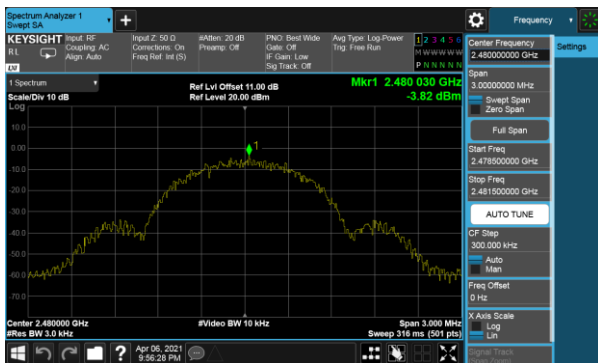 Spectrum Analyzer 1
Swept SA
Frequency
KEYSIGHT
RL
LXI
Input: RF
Coupling: AC
Align: Auto
Input Z: 50 Ω
Corrections: On
Freq Ref: Int (S)
#Atten: 20 dB
Preamp: Off
PNO: Best Wide
Gate: Off
IF Gain: Low
Sig Track: Off
Avg Type: Log-Power
Trig: Free Run
1 2 3 4 5 6
M W W W W W
P N N N N N
1 Spectrum
Scale/Div 10 dB
Log
Ref Lvl Offset 11.00 dB
Ref Level 20.00 dBm
Mkr1 2.480 030 GHz
-3.82 dBm
10.0
0.00
-10.0
-20.0
-30.0
-40.0
-50.0
-60.0
-70.0
1
Center 2.480000 GHz
#Res BW 3.0 kHz
#Video BW 10 kHz
Span 3.000 MHz
Sweep 316 ms (501 pts)
Center Frequency
2.480000000 GHz
Settings
Span
3.00000000 MHz
Swept Span
Zero Span
Full Span
Start Freq
2.478500000 GHz
Stop Freq
2.481500000 GHz
AUTO TUNE
CF Step
300.000 kHz
Auto
Man
Freq Offset
0 Hz
X Axis Scale
Log
Lin
Signal Track
(Span Zoom)
?
Apr 06, 2021
9:56:28 PM